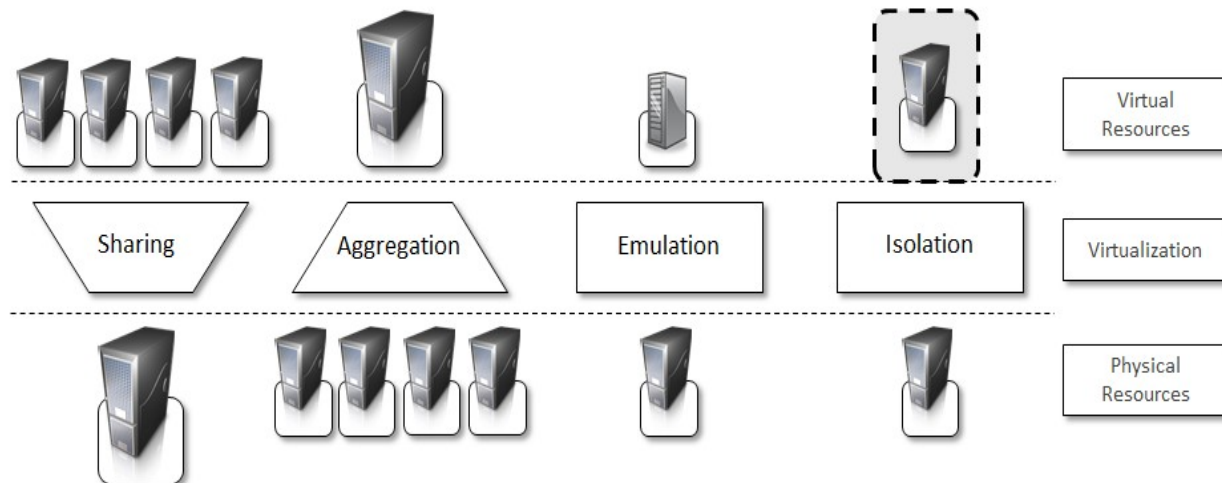 Virtual
Resources
Sharing
Aggregation
Emulation
Isolation
Virtualization
Physical
Resources